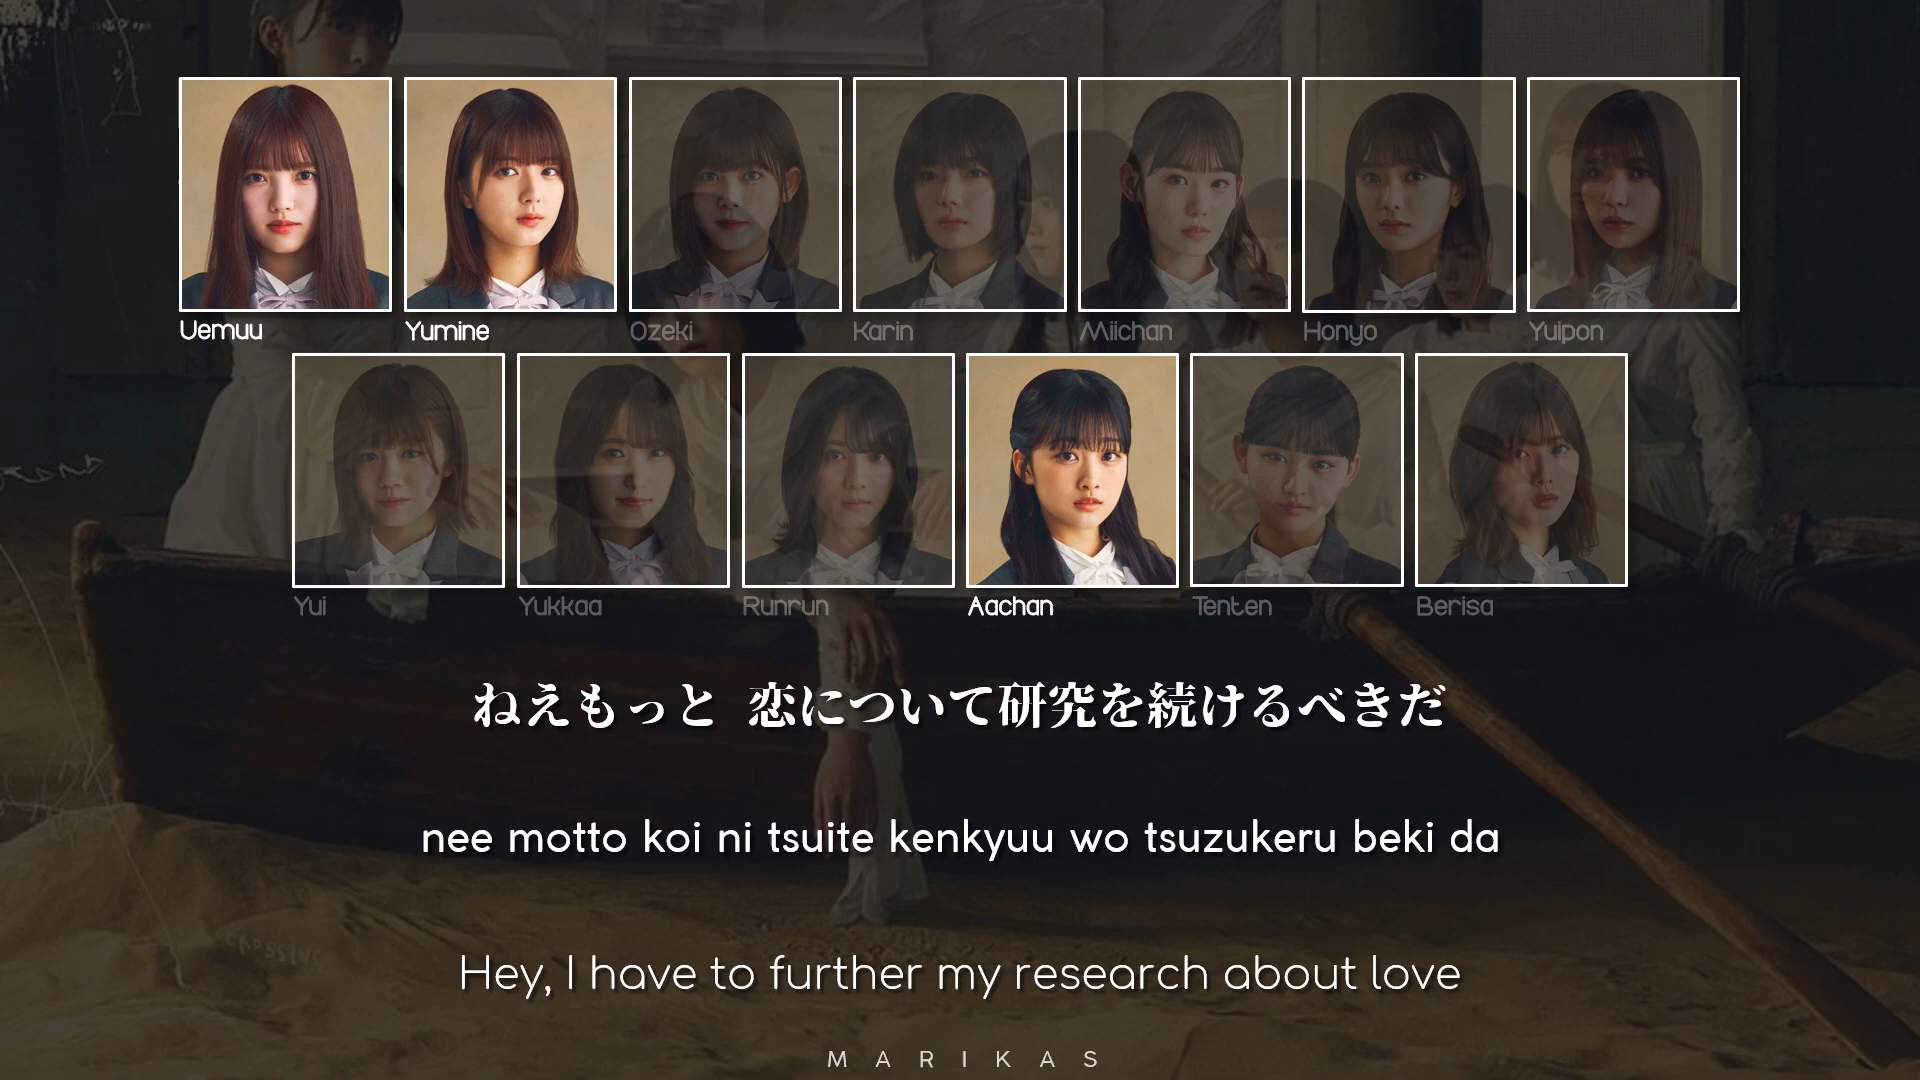 Uemuu Yumine Ozeki Karin Miichan Honyo Yuipon
Yui Yukkaa Runrun Aachan Tenten Berisa
ねえもっと 恋について研究を続けるべきだ
nee motto koi ni tsuite kenkyuu wo tsuzukeru beki da
Hey, I have to further my research about love
MARIKAS